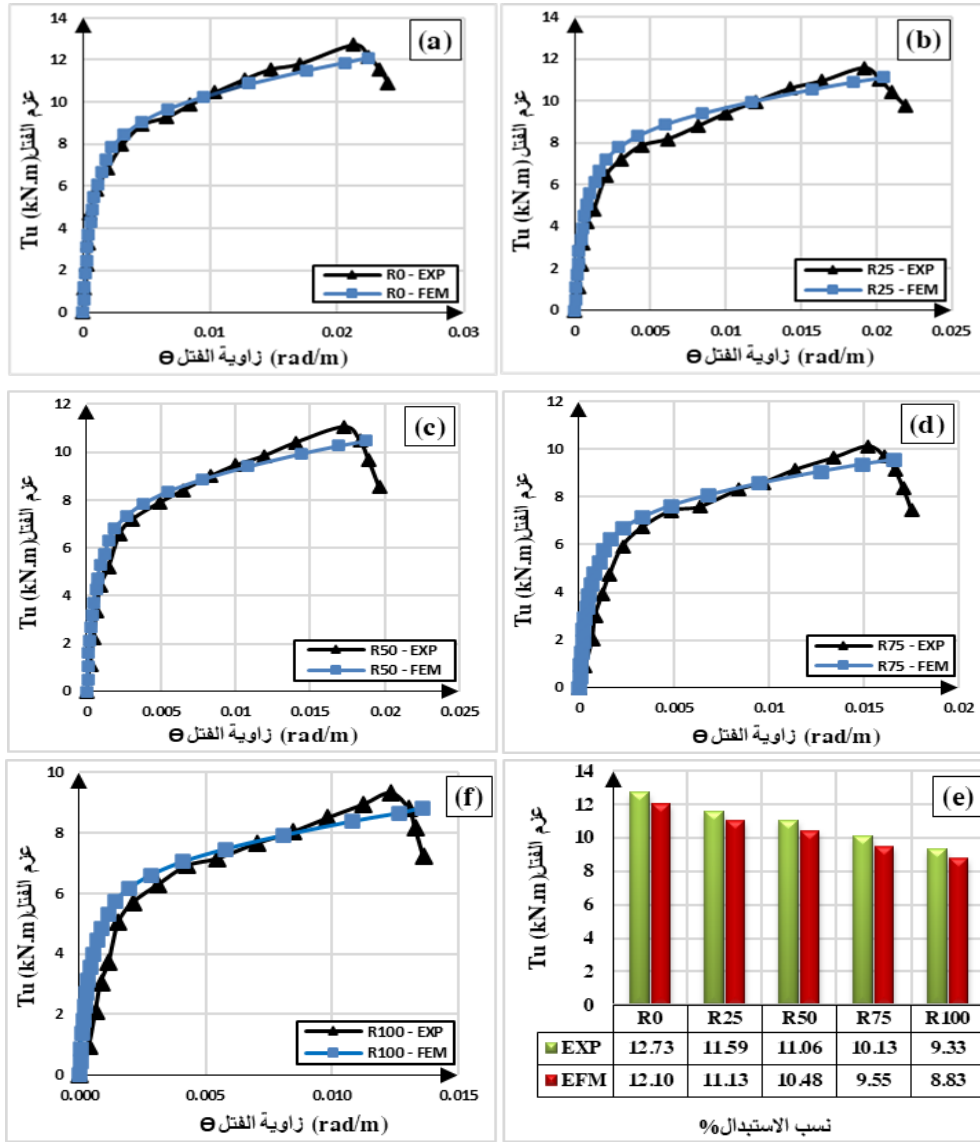 (a)
14
12
10
8
6
4
2
0
Tu (kN.m) عزم الفتل
R0 - EXP
R0 - FEM
0 0.01 0.02 0.03
زاوية الفتل Ө (rad/m)
(b)
14
12
10
8
6
4
2
0
Tu (kN.m) عزم الفتل
R25 - EXP
R25 - FEM
0 0.005 0.01 0.015 0.02 0.025
زاوية الفتل Ө (rad/m)
(c)
12
10
8
6
4
2
0
Tu (kN.m) عزم الفتل
R50 - EXP
R50 - FEM
0 0.005 0.01 0.015 0.02 0.025
زاوية الفتل Ө (rad/m)
(d)
12
10
8
6
4
2
0
Tu (kN.m) عزم الفتل
R75 - EXP
R75 - FEM
0 0.005 0.01 0.015 0.02
زاوية الفتل Ө (rad/m)
(f)
10
8
6
4
2
0
Tu (kN.m) عزم الفتل
R100 - EXP
R100 - FEM
0.000 0.005 0.010 0.015
زاوية الفتل Ө (rad/m)
(e)
14
12
10
8
6
4
2
0
Tu (kN.m) عزم الفتل
R0 R25 R50 R75 R100
EXP 12.73 11.59 11.06 10.13 9.33
EFM 12.10 11.13 10.48 9.55 8.83
نسب الاستبدال%